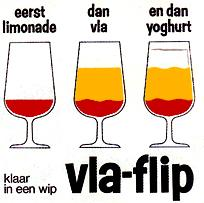 eerst
limonade
dan
vla
en dan
yoghurt
klaar
in een wip
vla-flip